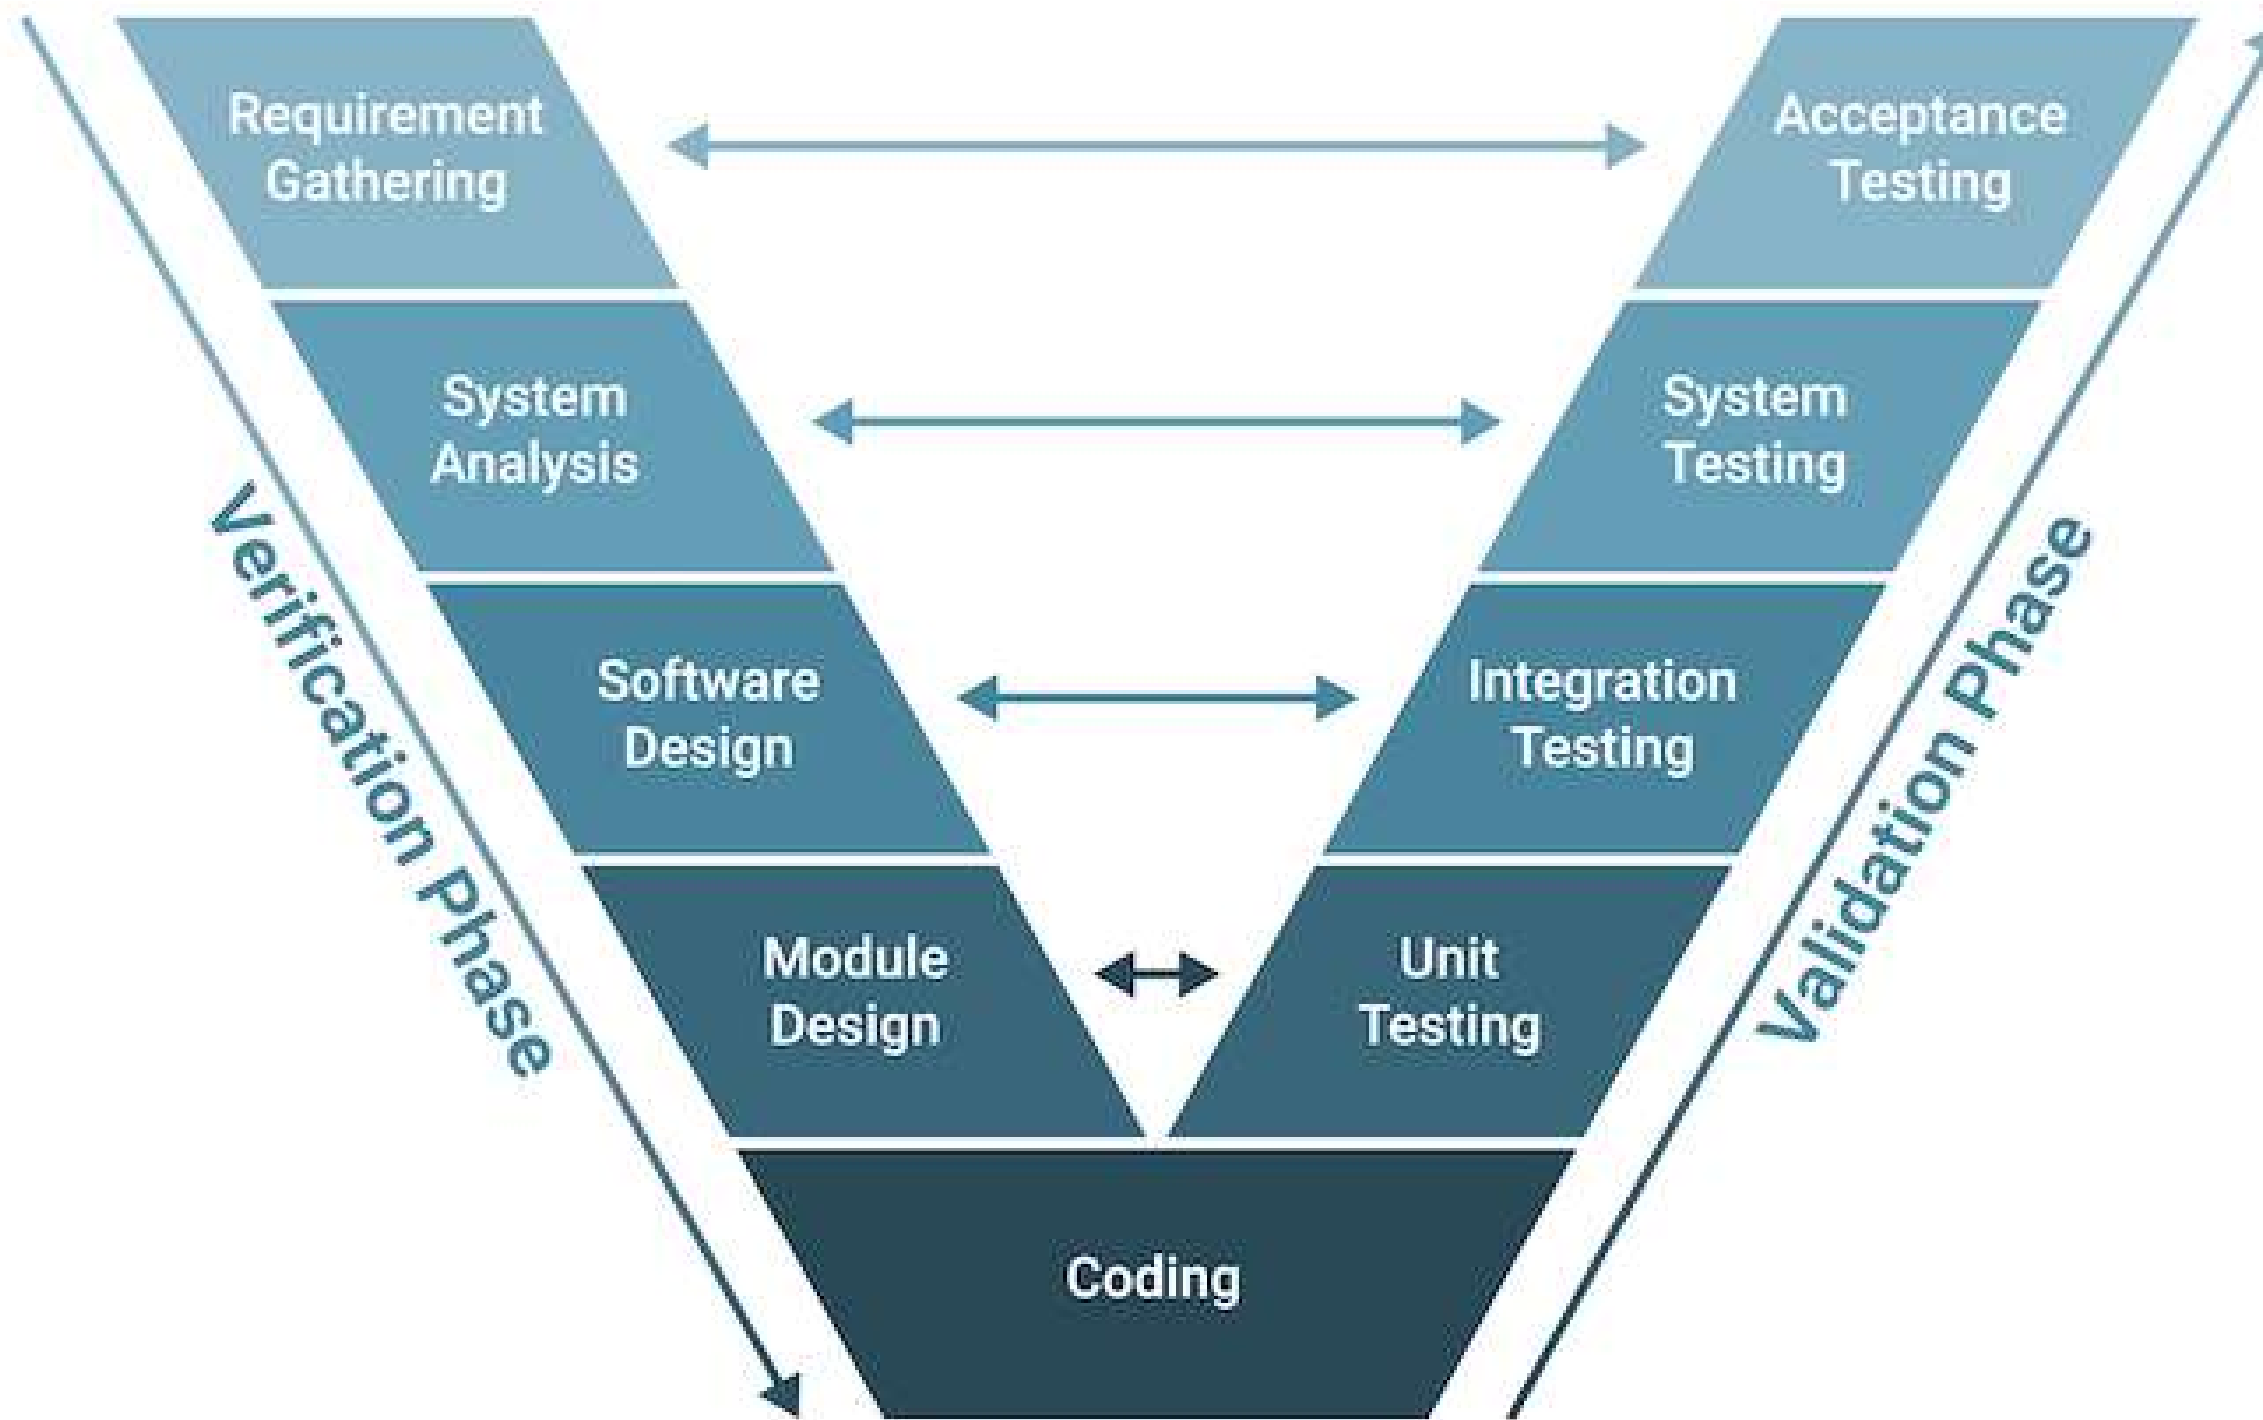 Requirement
Gathering
Acceptance
Testing
System
Analysis
System
Testing
Verification Phase
Validation Phase
Software
Design
Integration
Testing
Module
Design
Unit
Testing
Coding